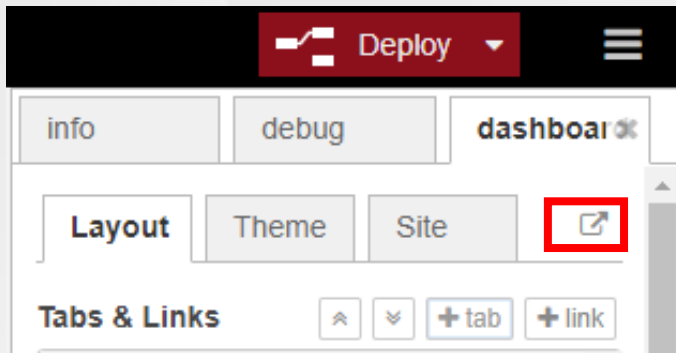 Deploy
info debug dashboar
Layout Theme Site
Tabs & Links + tab + link